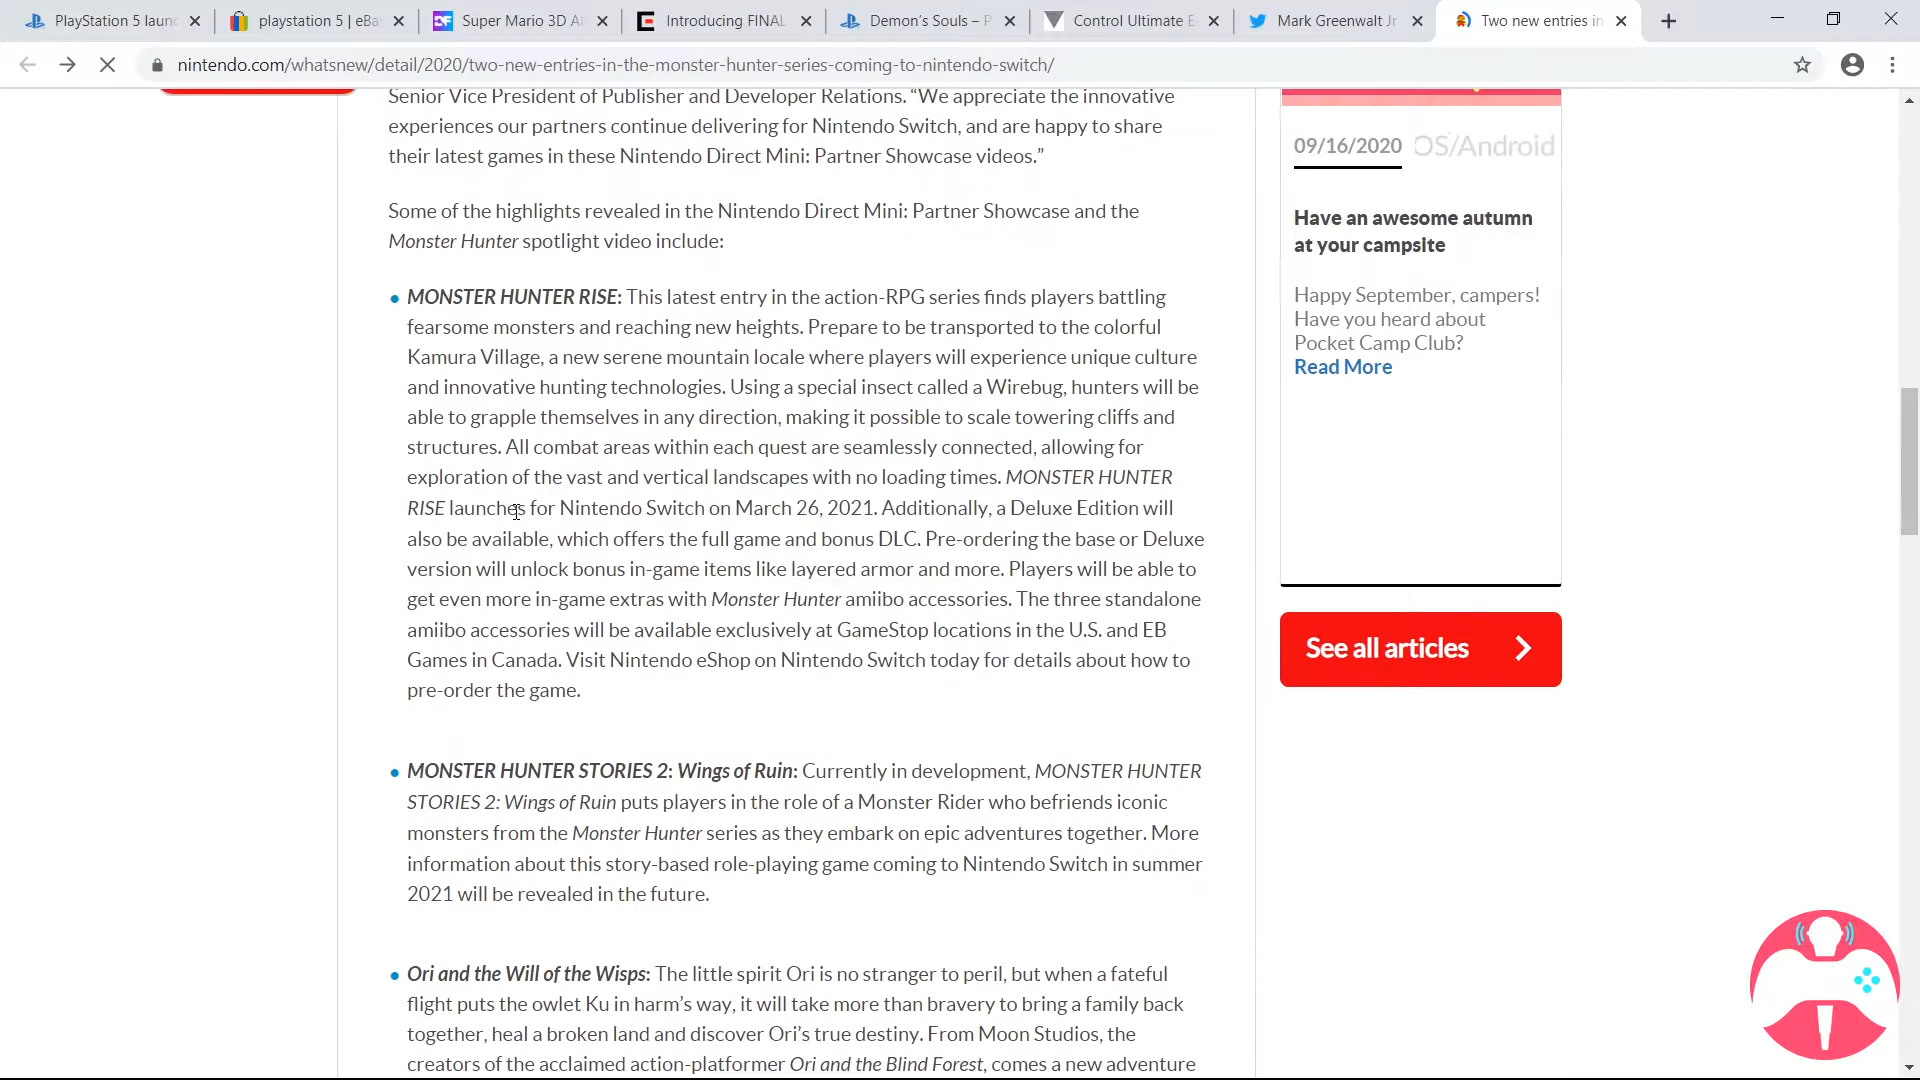 PlayStation 5 laun
playstation 5 | eBa
Super Mario 3D Al
Introducing FINAL
Demon's Souls – P
Control Ultimate E
Mark Greenwalt Jr
Two new entries in
nintendo.com/whatsnew/detail/2020/two-new-entries-in-the-monster-hunter-series-coming-to-nintendo-switch/
Senior Vice President of Publisher and Developer Relations. “We appreciate the innovative
experiences our partners continue delivering for Nintendo Switch, and are happy to share
their latest games in these Nintendo Direct Mini: Partner Showcase videos.”
Some of the highlights revealed in the Nintendo Direct Mini: Partner Showcase and the
Monster Hunter spotlight video include:
MONSTER HUNTER RISE: This latest entry in the action-RPG series finds players battling
fearsome monsters and reaching new heights. Prepare to be transported to the colorful
Kamura Village, a new serene mountain locale where players will experience unique culture
and innovative hunting technologies. Using a special insect called a Wirebug, hunters will be
able to grapple themselves in any direction, making it possible to scale towering cliffs and
structures. All combat areas within each quest are seamlessly connected, allowing for
exploration of the vast and vertical landscapes with no loading times. MONSTER HUNTER
RISE launches for Nintendo Switch on March 26, 2021. Additionally, a Deluxe Edition will
also be available, which offers the full game and bonus DLC. Pre-ordering the base or Deluxe
version will unlock bonus in-game items like layered armor and more. Players will be able to
get even more in-game extras with Monster Hunter amiibo accessories. The three standalone
amiibo accessories will be available exclusively at GameStop locations in the U.S. and EB
Games in Canada. Visit Nintendo eShop on Nintendo Switch today for details about how to
pre-order the game.
MONSTER HUNTER STORIES 2: Wings of Ruin: Currently in development, MONSTER HUNTER
STORIES 2: Wings of Ruin puts players in the role of a Monster Rider who befriends iconic
monsters from the Monster Hunter series as they embark on epic adventures together. More
information about this story-based role-playing game coming to Nintendo Switch in summer
2021 will be revealed in the future.
Ori and the Will of the Wisps: The little spirit Ori is no stranger to peril, but when a fateful
flight puts the owlet Ku in harm’s way, it will take more than bravery to bring a family back
together, heal a broken land and discover Ori’s true destiny. From Moon Studios, the
creators of the acclaimed action-platformer Ori and the Blind Forest, comes a new adventure
09/16/2020 OS/Android
Have an awesome autumn
at your campsite
Happy September, campers!
Have you heard about
Pocket Camp Club?
Read More
See all articles